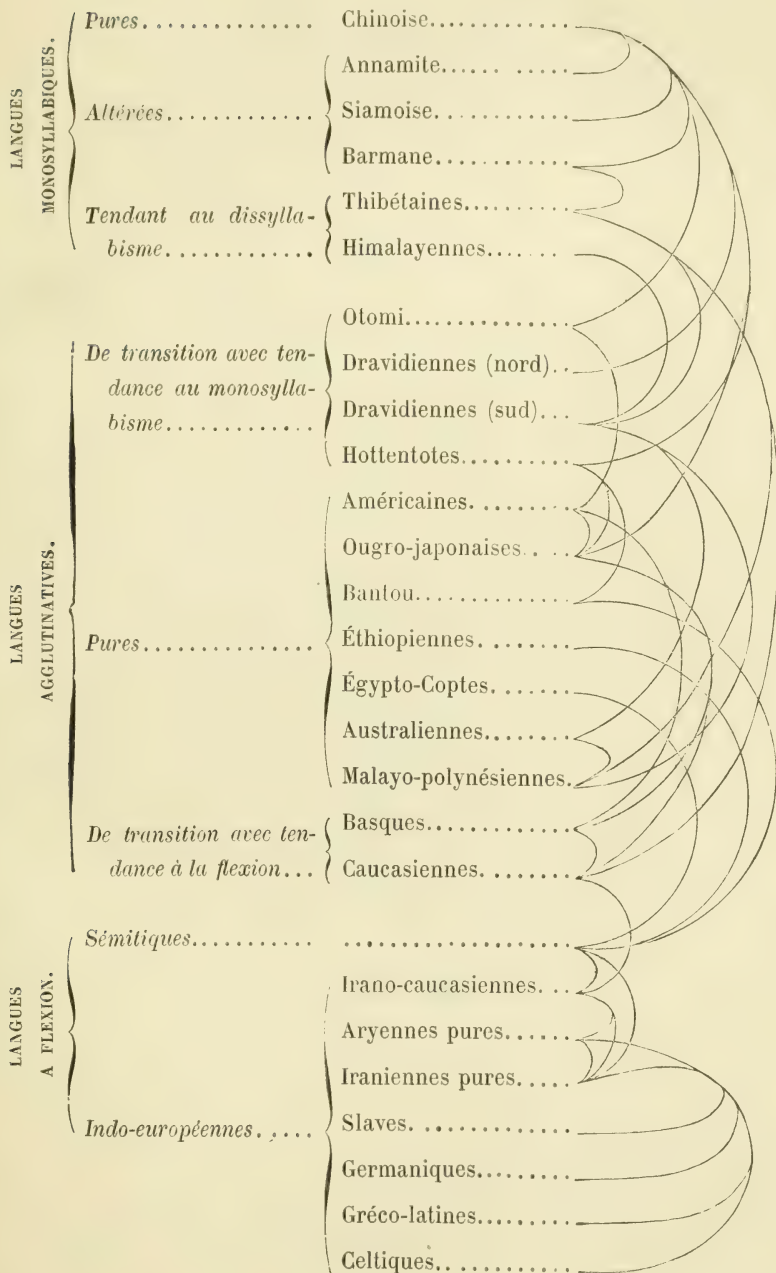 LANGUES
MONOSYLLABIQUES.
Pures............... Chinoise.............
Altérées............. Annamite...... .....
Siamoise............
Barmane............
Tendant au dissylla-
bisme............. Thibétaines..........
Himalayennes...... ..
LANGUES
AGGLUTINATIVES.
De transition avec ten-
dance au monosylla-
bisme............. Otomi...............
Dravidiennes (nord)..
Dravidiennes (sud)...
Hottentotes..........
Pures............... Américaines. ........
Ougro-japonaises. ..
Bantou..............
Éthiopiennes. .......
Égypto-Coptes. ......
Australiennes........
Malayo-polynésiennes.
De transition avec ten-
dance à la flexion... Basques.............
Caucasiennes. .......
LANGUES
A FLEXION.
Sémitiques........... ....................
Indo-européennes. .... Irano-caucasiennes. ..
Aryennes pures......
Iraniennes pures.....
Slaves. .............
Germaniques.........
Gréco-latines.........
Celtiques.. ..........